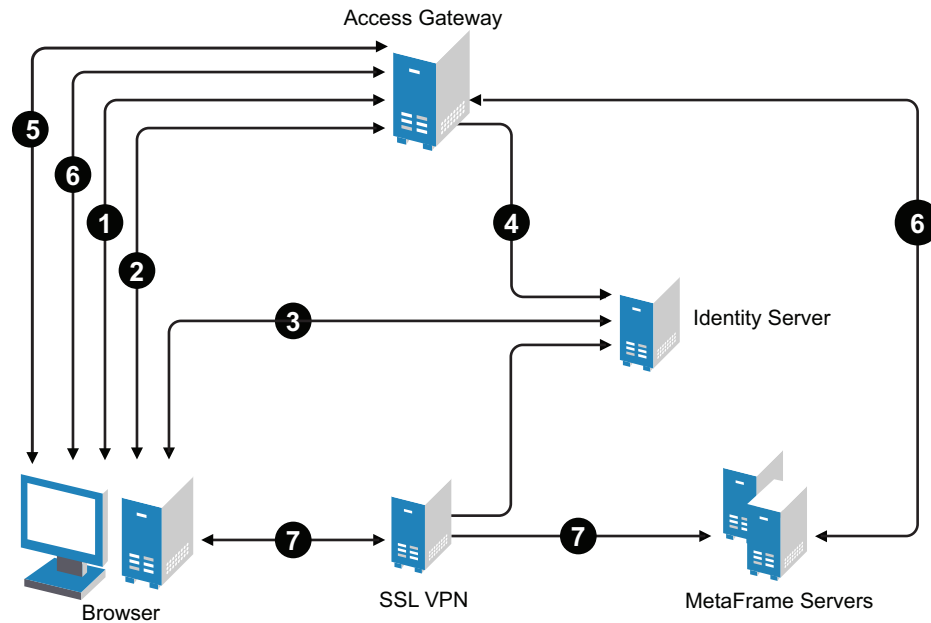 Access Gateway
5
6
1
2
4
6
3
Identity Server
7
7
Browser
SSL VPN
MetaFrame Servers